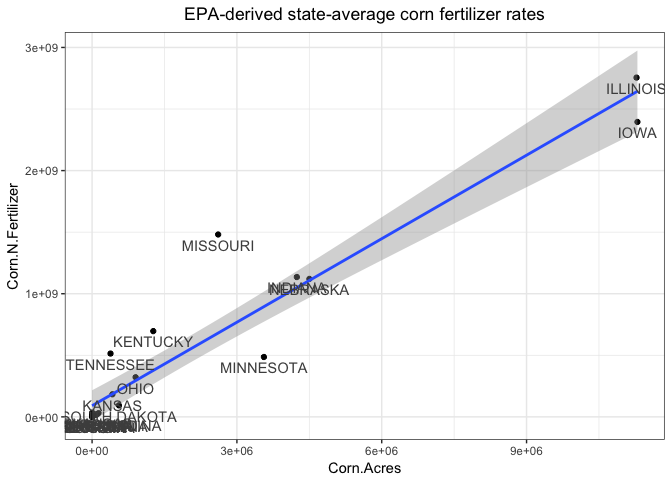 EPA-derived state-average corn fertilizer rates
3e+09
ILLINOIS
IOWA
2e+09
MISSOURI
1e+09
INDIANA
NEBRASKA
KENTUCKY
MINNESOTA
TENNESSEE
OHIO
KANSAS
SOUTH DAKOTA
0e+00
0e+00 3e+06 6e+06 9e+06
Corn.Acres
Corn.N.Fertilizer